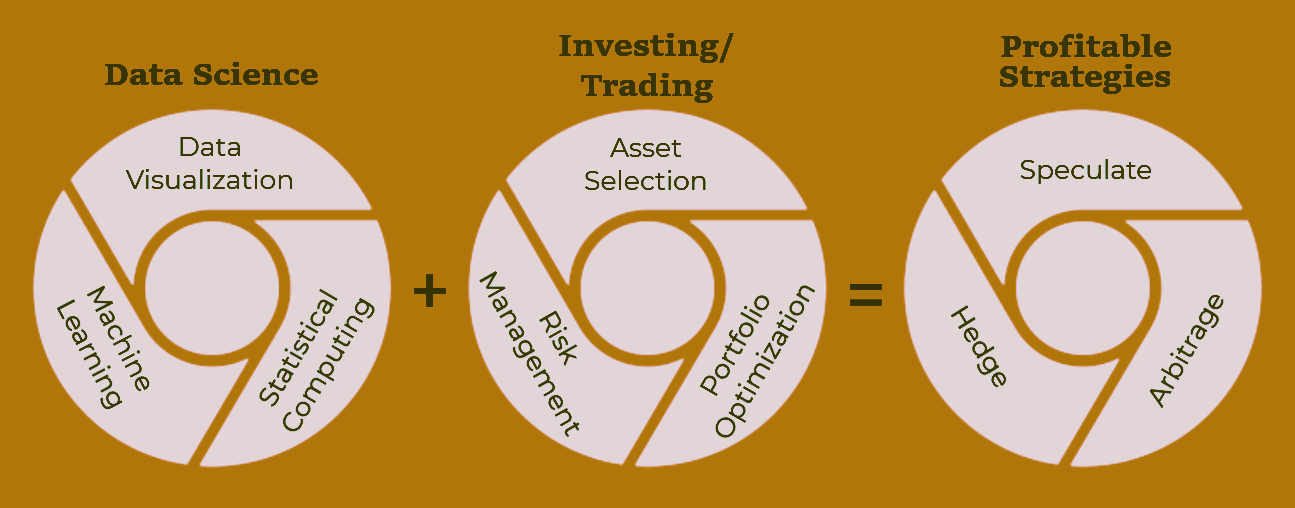 Data Science
Data
Visualization
Machine
Learning
Statistical
Computing
+
Investing/
Trading
Asset
Selection
Risk
Management
Portfolio
Optimization
=
Profitable
Strategies
Speculate
Hedge
Arbitrage